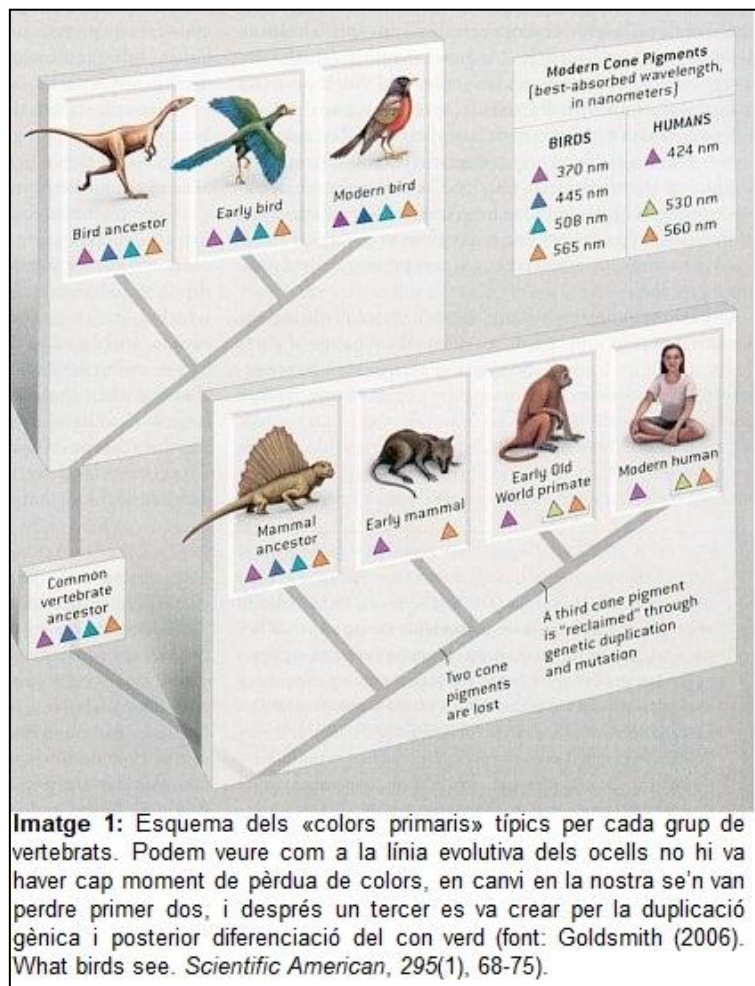 Modern Cone Pigments
(best-absorbed wavelength,
in nanometers)
BIRDS
370 nm
445 nm
508 nm
565 nm
HUMANS
424 nm
530 nm
560 nm
Bird ancestor
Early bird
Modern bird
Mammal
ancestor
Early mammal
Early Old
World primate
Modern human
Common
vertebrate
ancestor
Two cone
pigments
are lost
A third cone pigment
is "reclaimed" through
genetic duplication
and mutation
Imatge 1: Esquema dels «colors primaris» típics per cada grup de
vertebrats. Podem veure com a la línia evolutiva dels ocells no hi va
haver cap moment de pèrdua de colors, en canvi en la nostra se'n van
perdre primer dos, i després un tercer es va crear per la duplicació
gènica i posterior diferenciació del con verd (font: Goldsmith (2006).
What birds see. Scientific American, 295(1), 68-75).